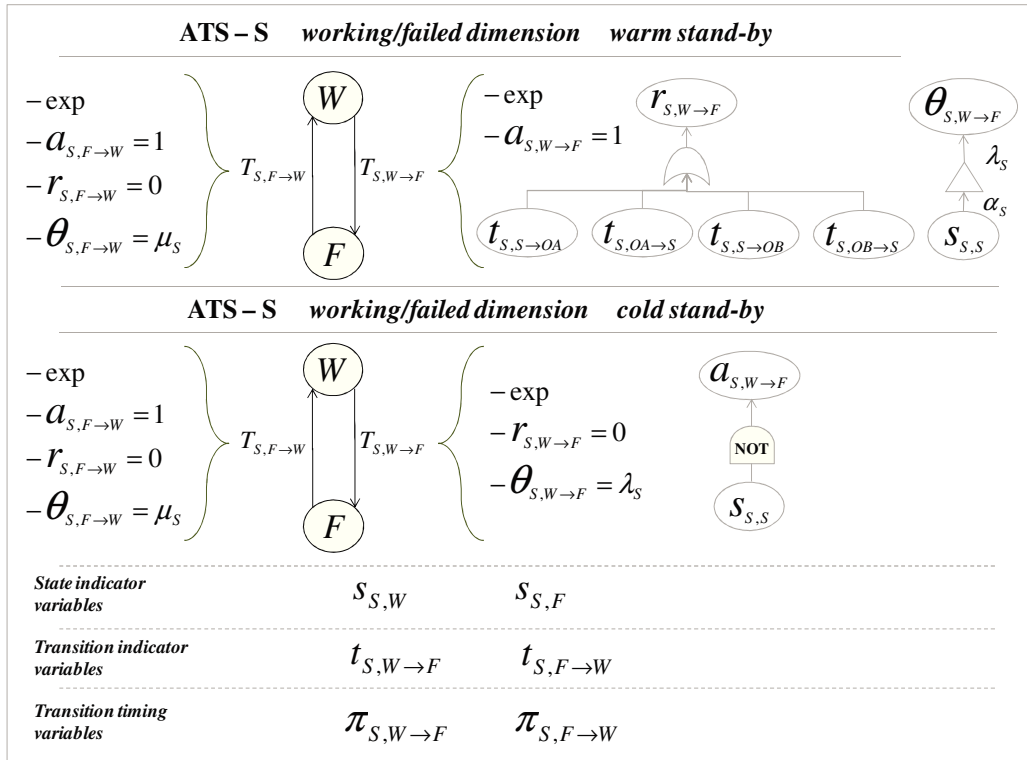 ATS – S working/failed dimension warm stand-by
– exp
– a_{S,F→W} = 1
– r_{S,F→W} = 0
– θ_{S,F→W} = μ_S
W
T_{S,F→W} T_{S,W→F}
F
– exp
– a_{S,W→F} = 1
r_{S,W→F}
t_{S,S→OA} t_{S,OA→S} t_{S,S→OB} t_{S,OB→S}
θ_{S,W→F}
λ_S
α_S
s_{S,S}
ATS – S working/failed dimension cold stand-by
– exp
– a_{S,F→W} = 1
– r_{S,F→W} = 0
– θ_{S,F→W} = μ_S
W
T_{S,F→W} T_{S,W→F}
F
– exp
– r_{S,W→F} = 0
– θ_{S,W→F} = λ_S
a_{S,W→F}
NOT
s_{S,S}
State indicator
variables
s_{S,W} s_{S,F}
Transition indicator
variables
t_{S,W→F} t_{S,F→W}
Transition timing
variables
π_{S,W→F} π_{S,F→W}